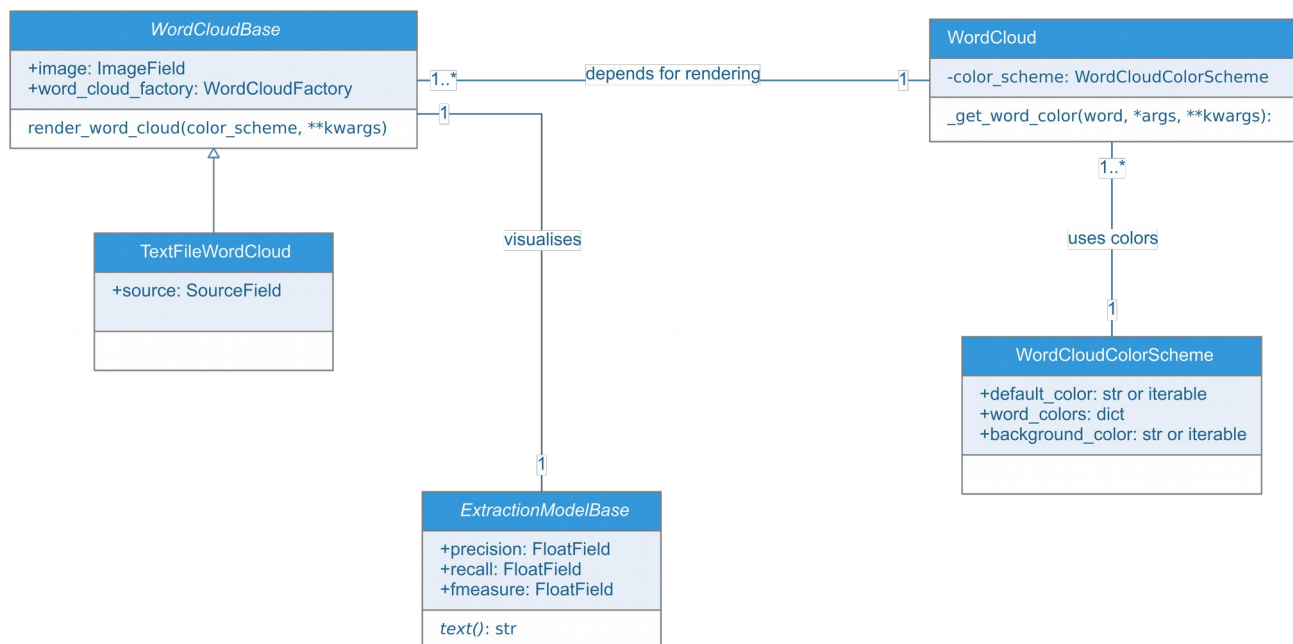 WordCloudBase
+image: ImageField
+word_cloud_factory: WordCloudFactory
render_word_cloud(color_scheme, **kwargs)
1..*
depends for rendering
1
WordCloud
-color_scheme: WordCloudColorScheme
_get_word_color(word, *args, **kwargs):
1
visualises
1
TextFileWordCloud
+source: SourceField
1..*
uses colors
1
WordCloudColorScheme
+default_color: str or iterable
+word_colors: dict
+background_color: str or iterable
ExtractionModelBase
+precision: FloatField
+recall: FloatField
+fmeasure: FloatField
text(): str